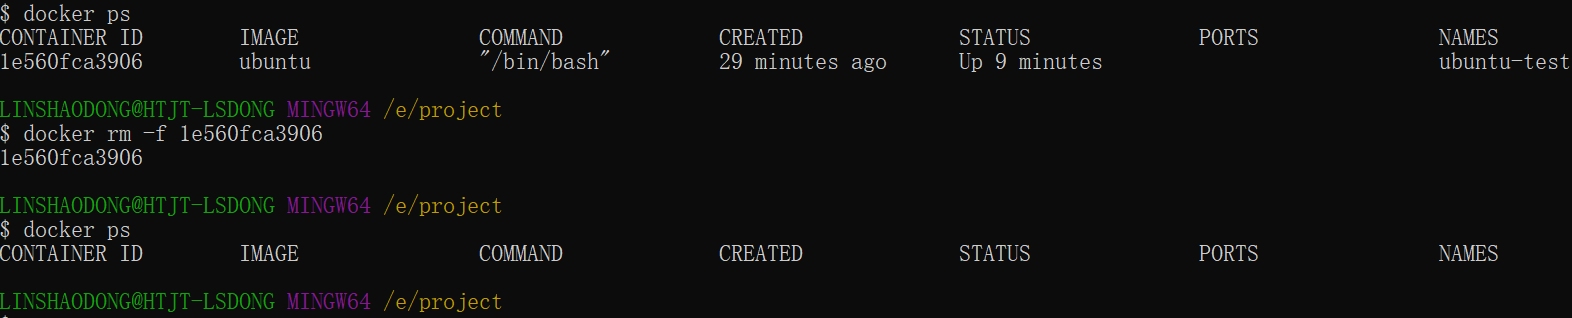 $ docker ps
CONTAINER ID IMAGE COMMAND CREATED STATUS PORTS NAMES
1e560fca3906 ubuntu "/bin/bash" 29 minutes ago Up 9 minutes ubuntu-test
LINSHAODONG@HTJT-LSDONG MINGW64 /e/project
$ docker rm -f 1e560fca3906
1e560fca3906
LINSHAODONG@HTJT-LSDONG MINGW64 /e/project
$ docker ps
CONTAINER ID IMAGE COMMAND CREATED STATUS PORTS NAMES
LINSHAODONG@HTJT-LSDONG MINGW64 /e/project